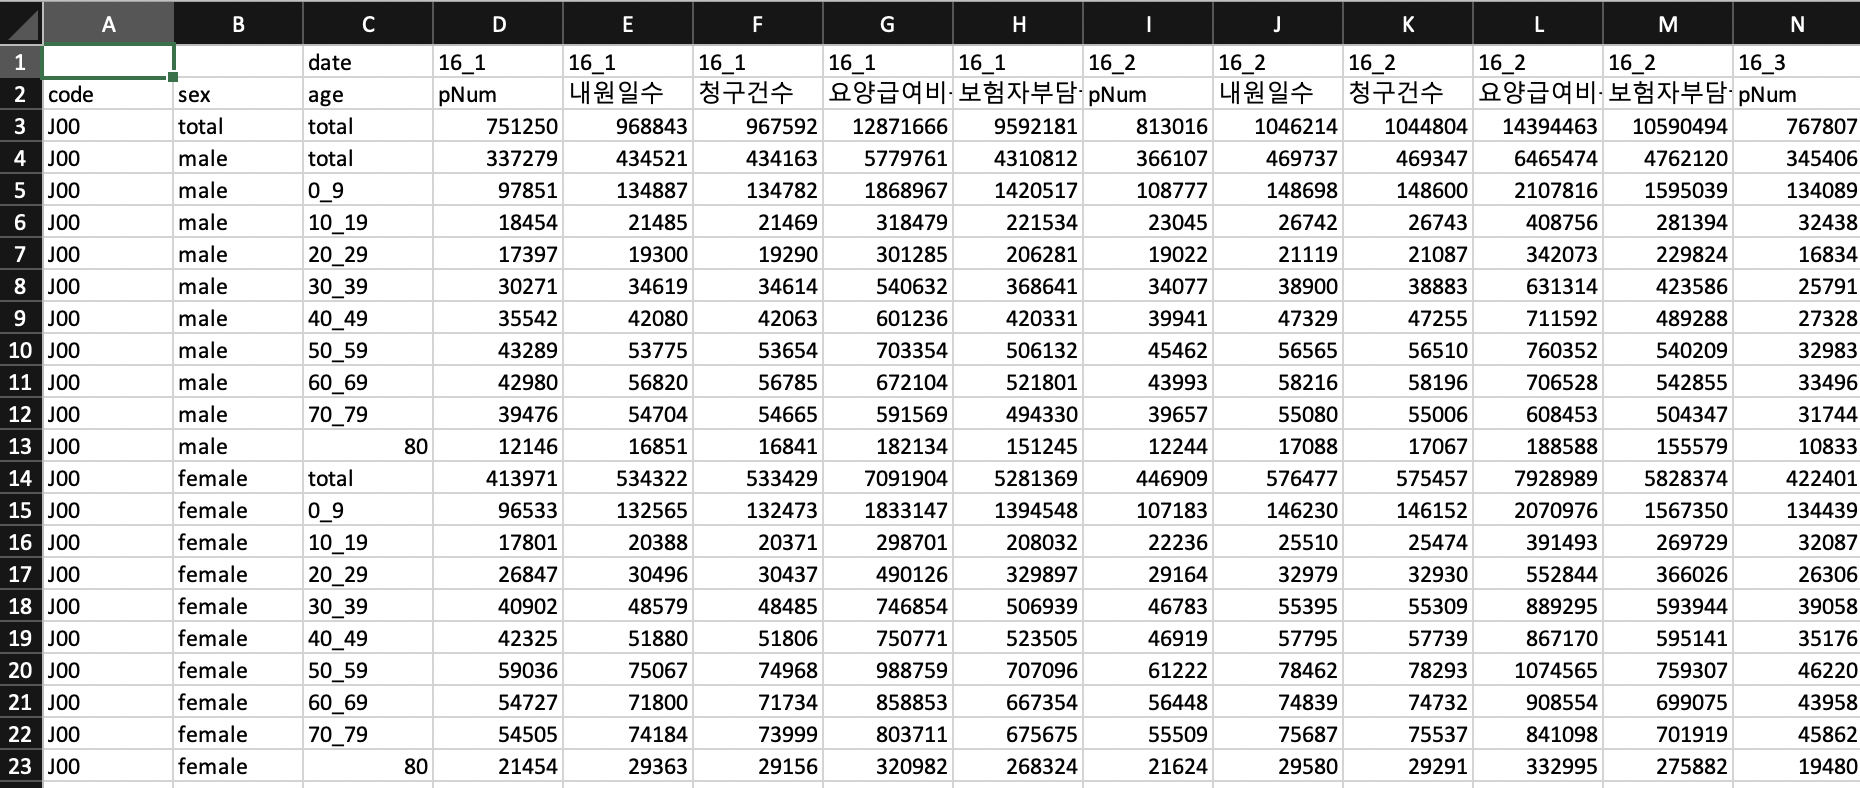 A B C D E F G H I J K L M N
1 date 16_1 16_1 16_1 16_1 16_1 16_2 16_2 16_2 16_2 16_2 16_3
2 code sex age pNum 내원일수 청구건수 요양급여비 보험자부담 pNum 내원일수 청구건수 요양급여비 보험자부담 pNum
3 J00 total total 751250 968843 967592 12871666 9592181 813016 1046214 1044804 14394463 10590494 767807
4 J00 male total 337279 434521 434163 5779761 4310812 366107 469737 469347 6465474 4762120 345406
5 J00 male 0_9 97851 134887 134782 1868967 1420517 108777 148698 148600 2107816 1595039 134089
6 J00 male 10_19 18454 21485 21469 318479 221534 23045 26742 26743 408756 281394 32438
7 J00 male 20_29 17397 19300 19290 301285 206281 19022 21119 21087 342073 229824 16834
8 J00 male 30_39 30271 34619 34614 540632 368641 34077 38900 38883 631314 423586 25791
9 J00 male 40_49 35542 42080 42063 601236 420331 39941 47329 47255 711592 489288 27328
10 J00 male 50_59 43289 53775 53654 703354 506132 45462 56565 56510 760352 540209 32983
11 J00 male 60_69 42980 56820 56785 672104 521801 43993 58216 58196 706528 542855 33496
12 J00 male 70_79 39476 54704 54665 591569 494330 39657 55080 55006 608453 504347 31744
13 J00 male 80 12146 16851 16841 182134 151245 12244 17088 17067 188588 155579 10833
14 J00 female total 413971 534322 533429 7091904 5281369 446909 576477 575457 7928989 5828374 422401
15 J00 female 0_9 96533 132565 132473 1833147 1394548 107183 146230 146152 2070976 1567350 134439
16 J00 female 10_19 17801 20388 20371 298701 208032 22236 25510 25474 391493 269729 32087
17 J00 female 20_29 26847 30496 30437 490126 329897 29164 32979 32930 552844 366026 26306
18 J00 female 30_39 40902 48579 48485 746854 506939 46783 55395 55309 889295 593944 39058
19 J00 female 40_49 42325 51880 51806 750771 523505 46919 57795 57739 867170 595141 35176
20 J00 female 50_59 59036 75067 74968 988759 707096 61222 78462 78293 1074565 759307 46220
21 J00 female 60_69 54727 71800 71734 858853 667354 56448 74839 74732 908554 699075 43958
22 J00 female 70_79 54505 74184 73999 803711 675675 55509 75687 75537 841098 701919 45862
23 J00 female 80 21454 29363 29156 320982 268324 21624 29580 29291 332995 275882 19480